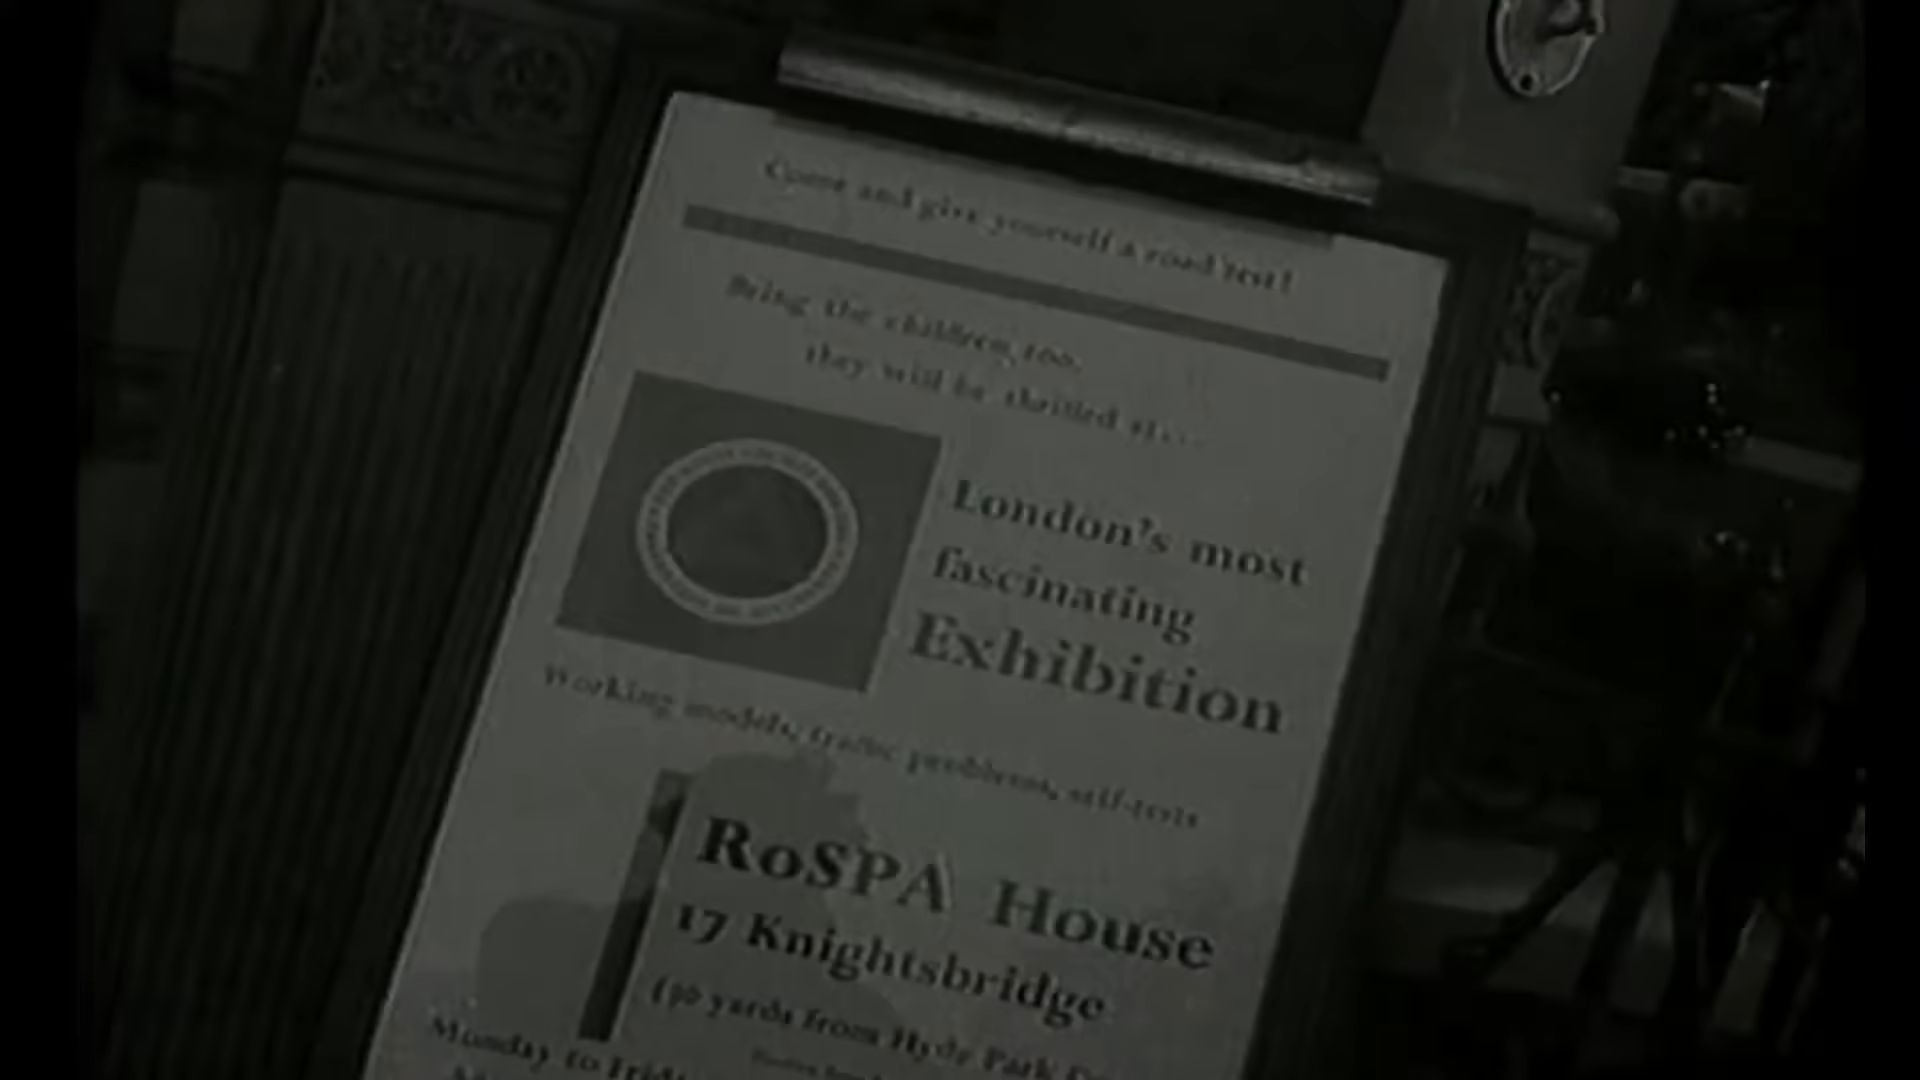 Come and give yourself a road test!
Bring the children too.
they will be thrilled at...
London's most
fascinating
Exhibition
Working models, traffic problems, self-tests
RoSPA House
17 Knightsbridge
yards from Hyde Park
Monday to